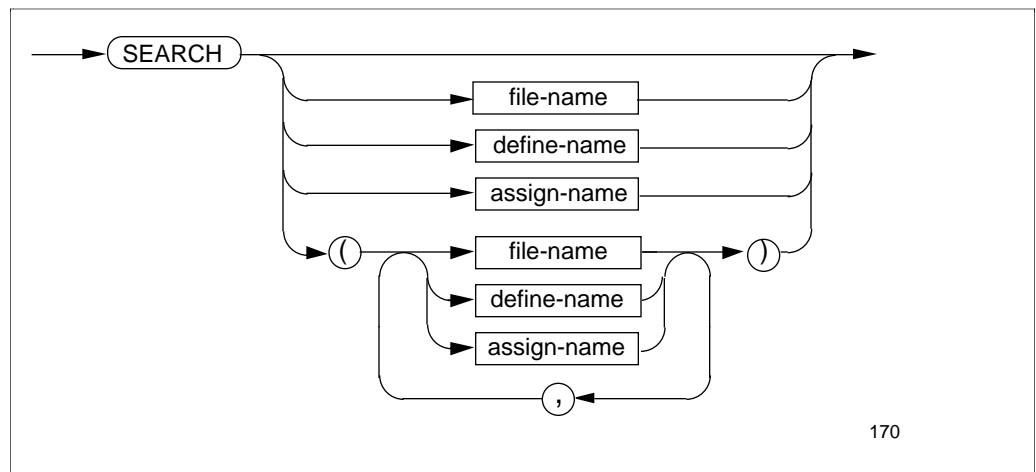 SEARCH
file-name
define-name
assign-name
( file-name )
define-name
assign-name
,
170